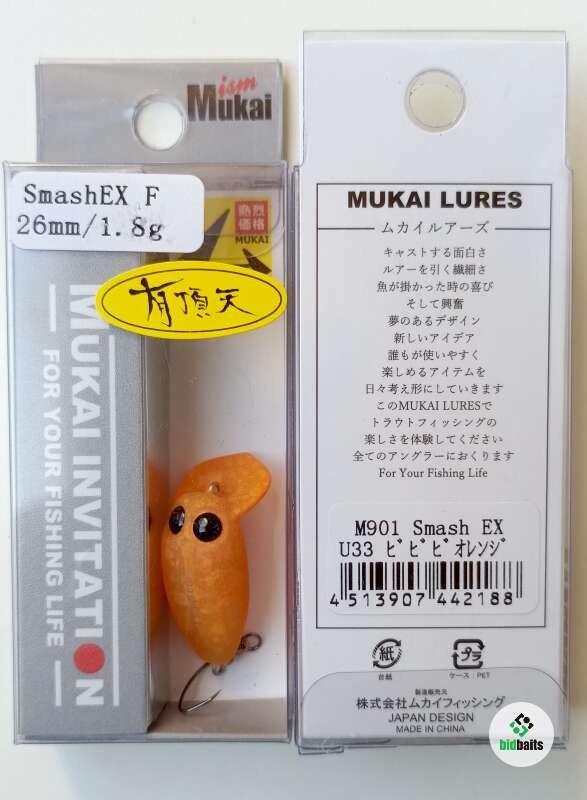 ism
Mukai
SmashEX F
26mm/1.8g
熱烈
価格
MUKAI
有頂天
MUKAI INVITATION
FOR YOUR FISHING LIFE
MUKAI LURES
ムカイルアーズ
キャストする面白さ
ルアーを引く繊細さ
魚が掛かった時の喜び
そして興奮
夢のあるデザイン
新しいアイデア
誰もが使いやすく
楽しめるアイテムを
日々考え形にしていきます
このMUKAI LURESで
トラウトフィッシングの
楽しさを体験してください
全てのアングラーにおくります
For Your Fishing Life
M901 Smash EX
U33 ﾋﾞﾋﾞﾋﾞｵﾚﾝｼﾞ
4 513907 442188
紙
台紙
プラ
ケース：PET
製造販売元
株式会社ムカイフィッシング
JAPAN DESIGN
MADE IN CHINA
bidbaits